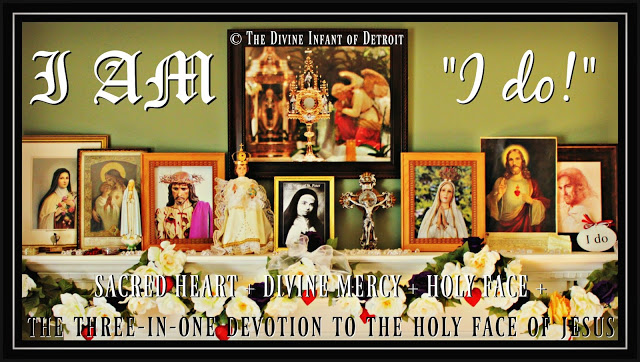 © The Divine Infant of Detroit
I AM
"I do!"
I do
SACRED HEART + DIVINE MERCY + HOLY FACE +
THE THREE-IN-ONE DEVOTION TO THE HOLY FACE OF JESUS